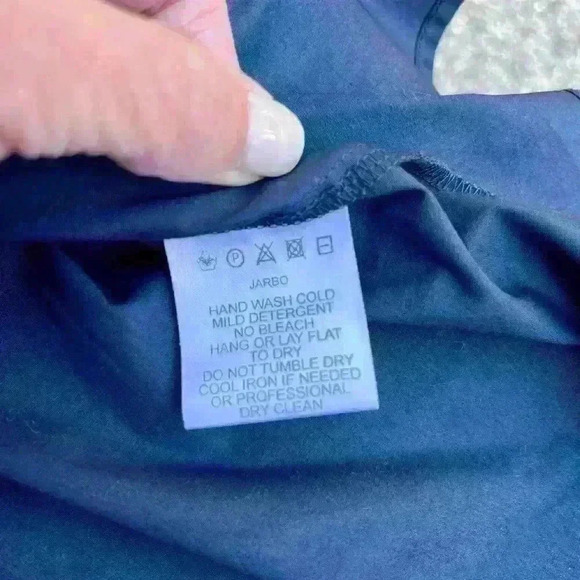 P
JARBO
HAND WASH COLD
MILD DETERGENT
NO BLEACH
HANG OR LAY FLAT
TO DRY
DO NOT TUMBLE DRY
COOL IRON IF NEEDED
OR PROFESSIONAL
DRY CLEAN